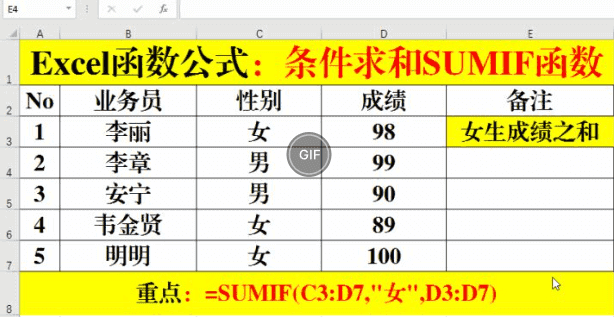 E4
fx
A B C D E
1 Excel函数公式：条件求和SUMIF函数
2 No 业务员 性别 成绩 备注
3 1 李丽 女 98 女生成绩之和
4 2 李章 男 99
5 3 安宁 男 90
6 4 韦金贤 女 89
7 5 明明 女 100
8 重点：=SUMIF(C3:D7,"女",D3:D7)
GIF